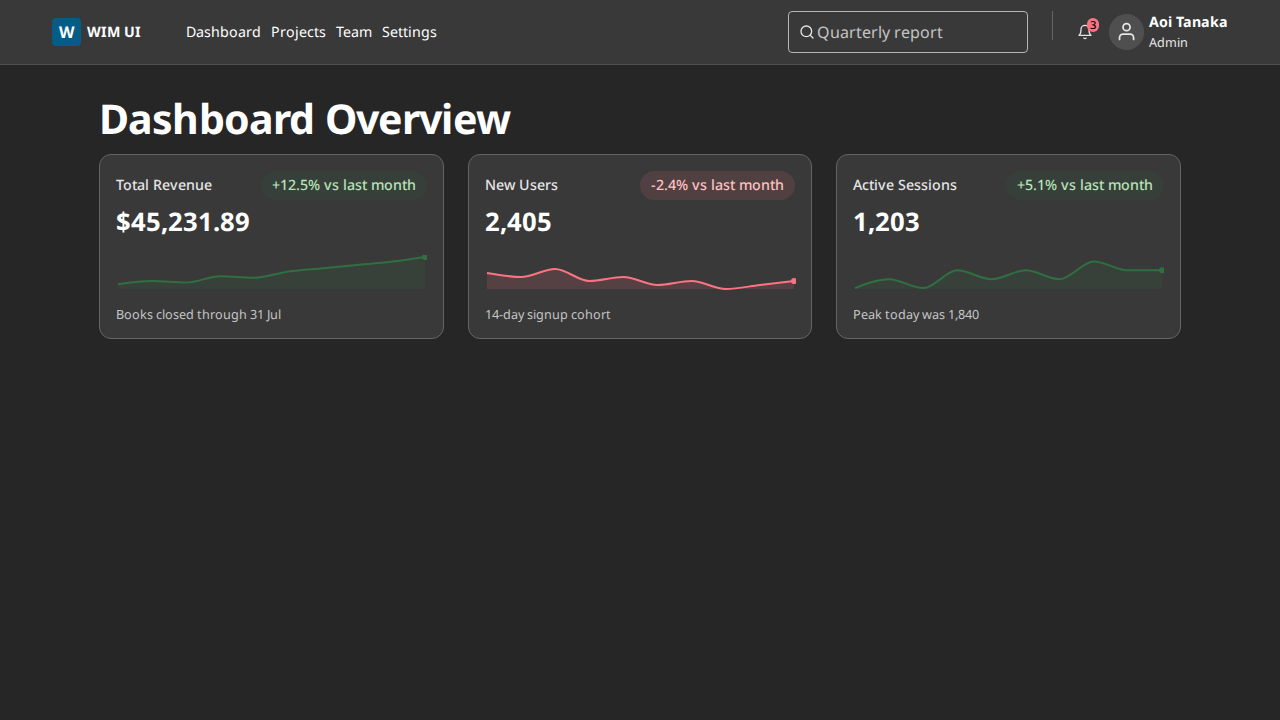 W WIM UI Dashboard Projects Team Settings Quarterly report 3 Aoi Tanaka
Admin
Dashboard Overview
Total Revenue +12.5% vs last month
$45,231.89
Books closed through 31 Jul
New Users -2.4% vs last month
2,405
14-day signup cohort
Active Sessions +5.1% vs last month
1,203
Peak today was 1,840